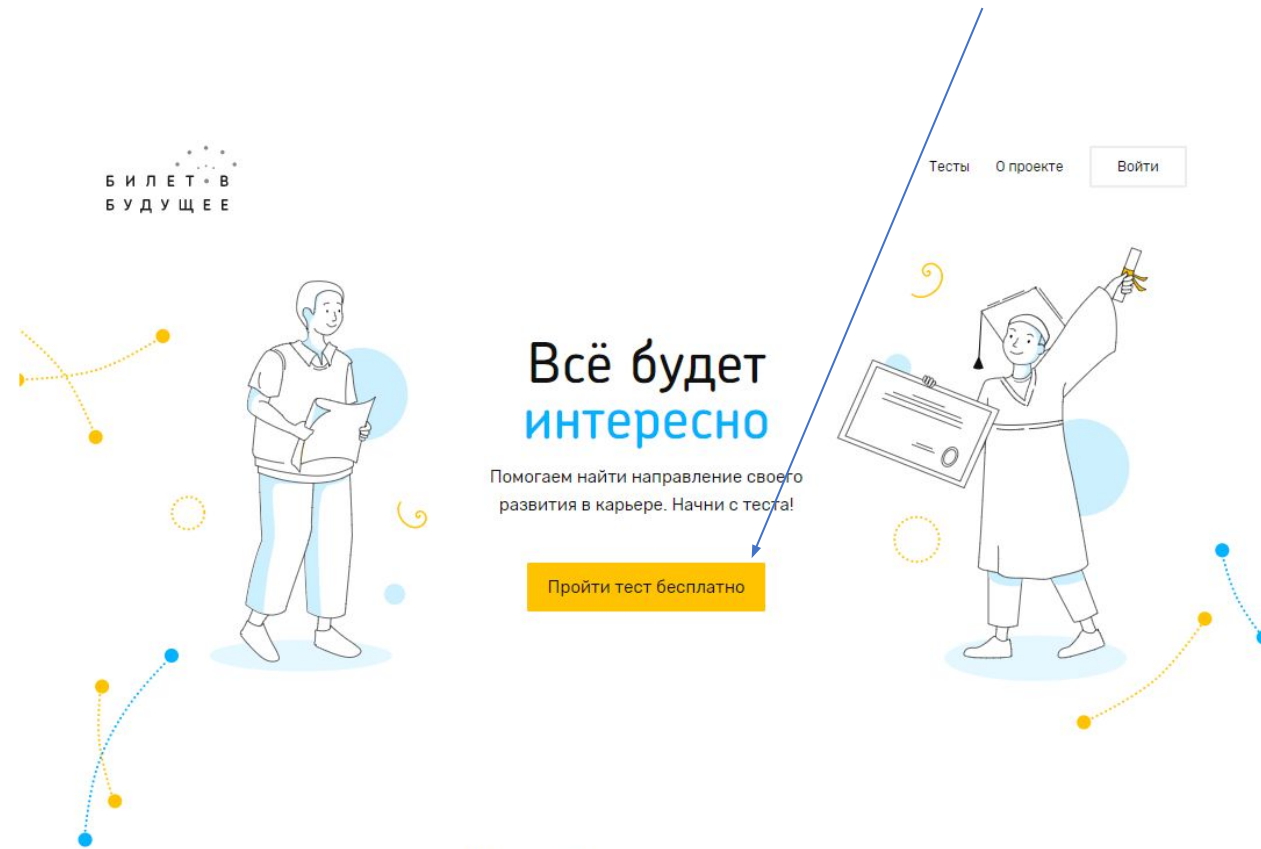 БИЛЕТ В
БУДУЩЕЕ
Тесты О проекте Войти
Всё будет
интересно
Помогаем найти направление своего
развития в карьере. Начни с теста!
Пройти тест бесплатно